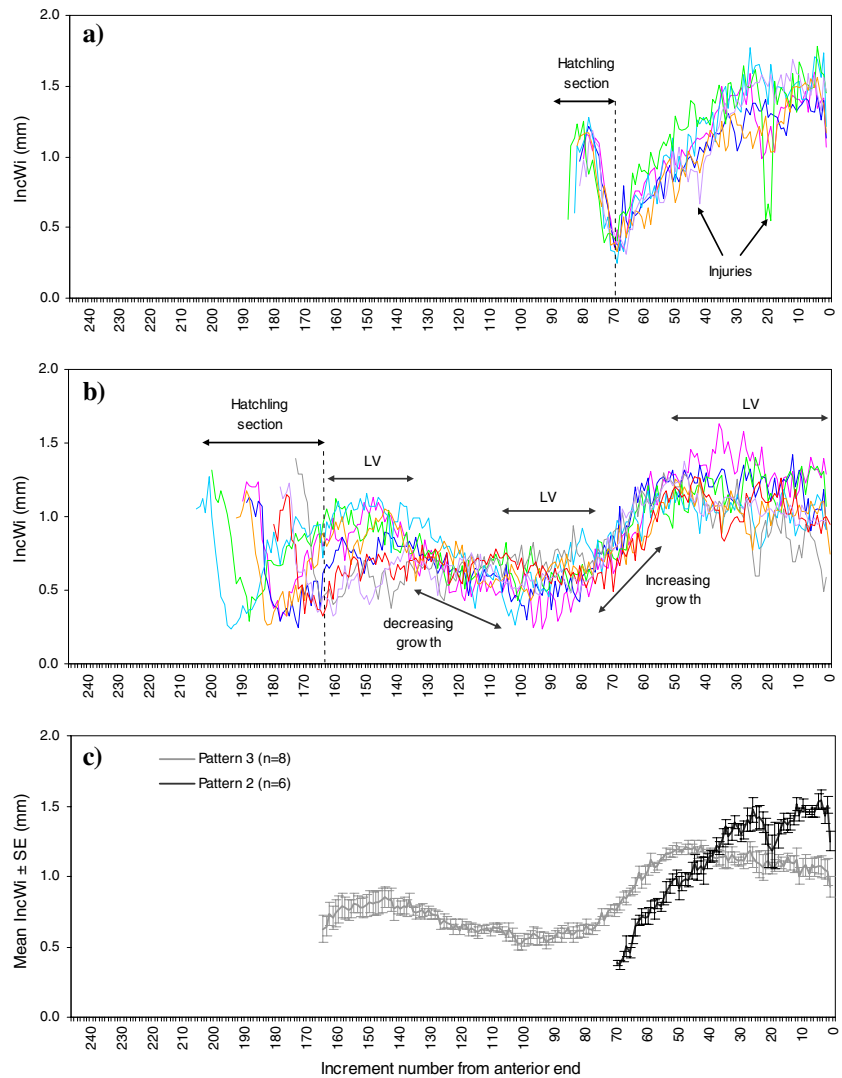 a)
2.0
1.5
1.0
0.5
0.0
IncWi (mm)
Hatchling
section
Injuries
240 230 220 210 200 190 180 170 160 150 140 130 120 110 100 90 80 70 60 50 40 30 20 10 0
b)
2.0
1.5
1.0
0.5
0.0
IncWi (mm)
Hatchling
section
LV
LV
LV
decreasing
growth
Increasing
growth
240 230 220 210 200 190 180 170 160 150 140 130 120 110 100 90 80 70 60 50 40 30 20 10 0
c)
2.0
1.5
1.0
0.5
0.0
Mean IncWi ± SE (mm)
Pattern 3 (n=8)
Pattern 2 (n=6)
240 230 220 210 200 190 180 170 160 150 140 130 120 110 100 90 80 70 60 50 40 30 20 10 0
Increment number from anterior end